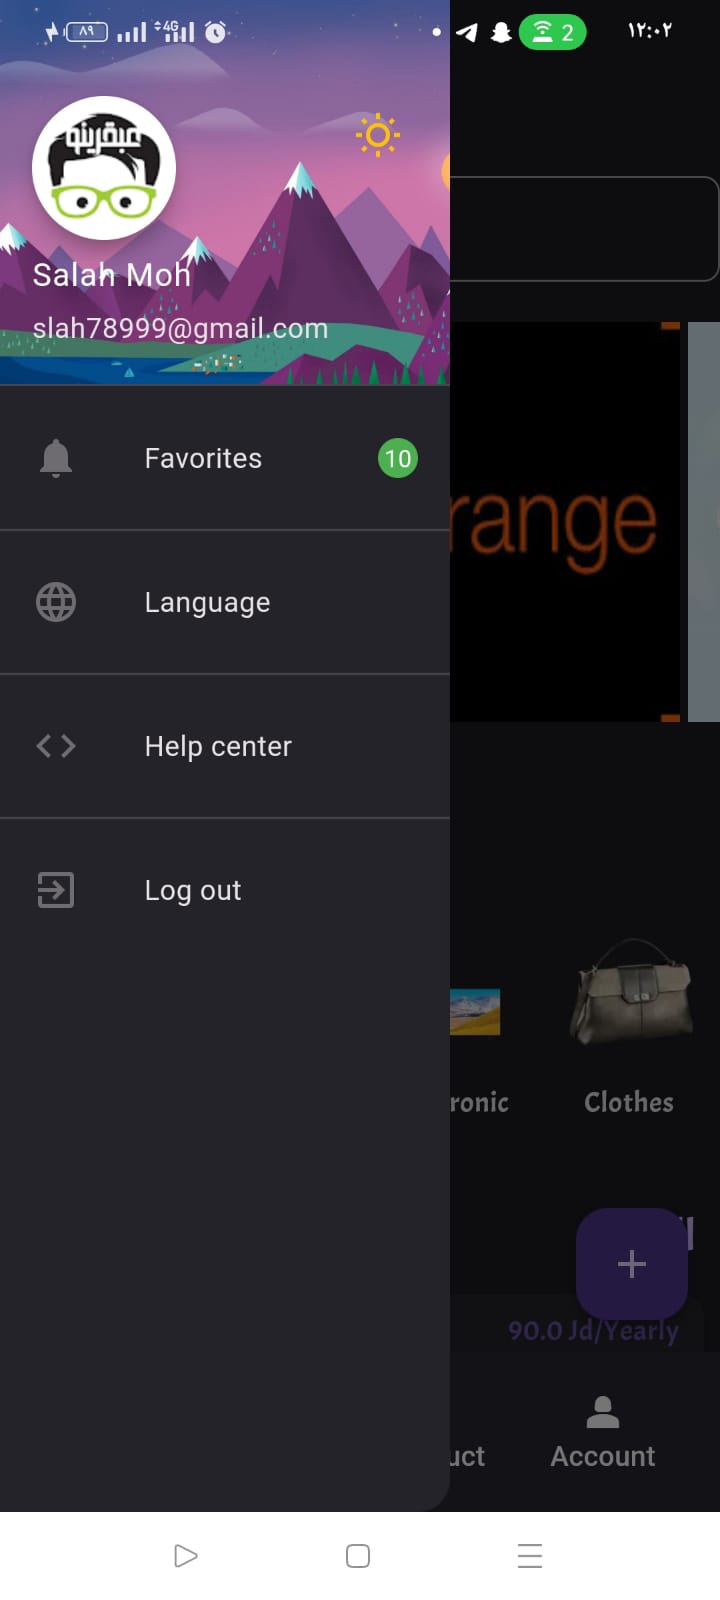 ٨٩
4G
2
١٢:٠٢
عبقرينو
Salah Moh
slah78999@gmail.com
Favorites
10
Language
Help center
Log out
range
ronic
Clothes
90.0 Jd/Yearly
uct
Account